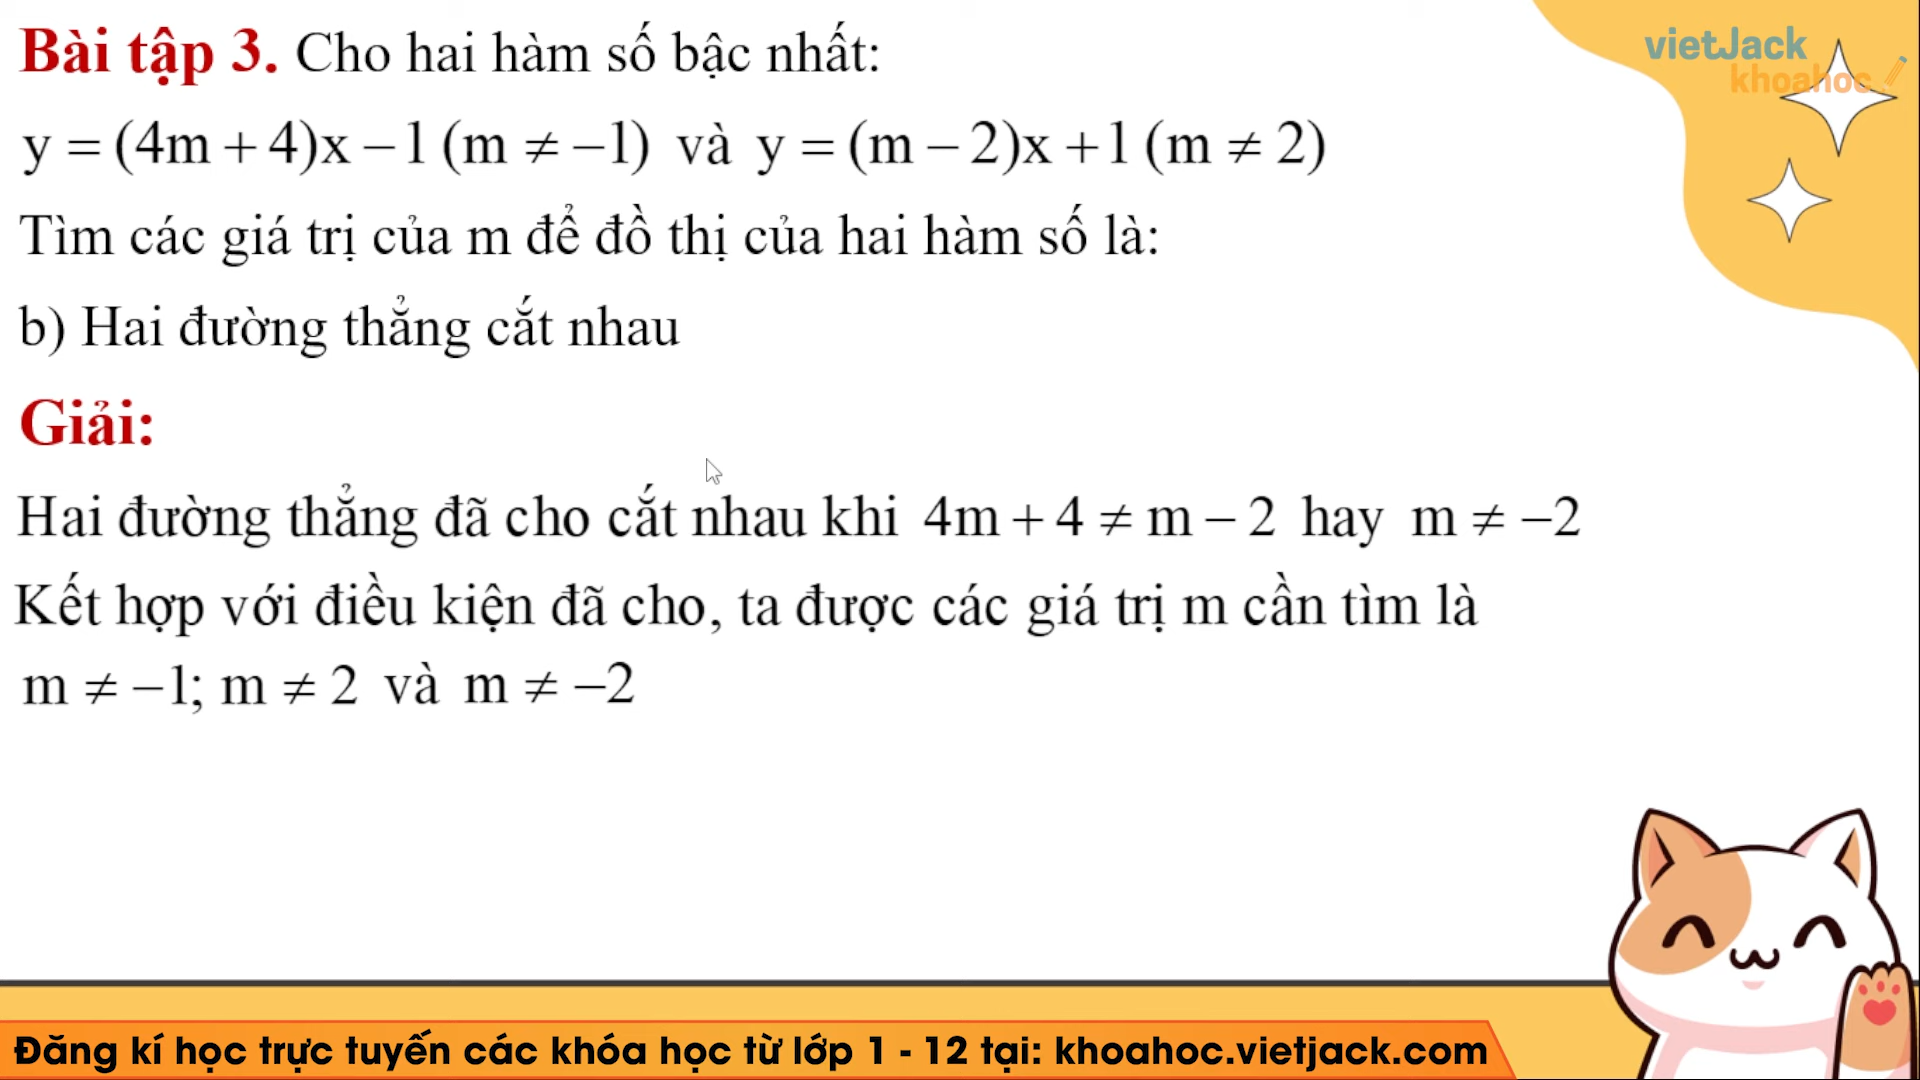 Bài tập 3. Cho hai hàm số bậc nhất:
y = (4m + 4)x − 1 (m ≠ −1) và y = (m − 2)x + 1 (m ≠ 2)
Tìm các giá trị của m để đồ thị của hai hàm số là:
b) Hai đường thẳng cắt nhau
Giải:
Hai đường thẳng đã cho cắt nhau khi 4m + 4 ≠ m − 2 hay m ≠ −2
Kết hợp với điều kiện đã cho, ta được các giá trị m cần tìm là
m ≠ −1; m ≠ 2 và m ≠ −2
vietJack
khoahoc
Đăng kí học trực tuyến các khóa học từ lớp 1 - 12 tại: khoahoc.vietjack.com